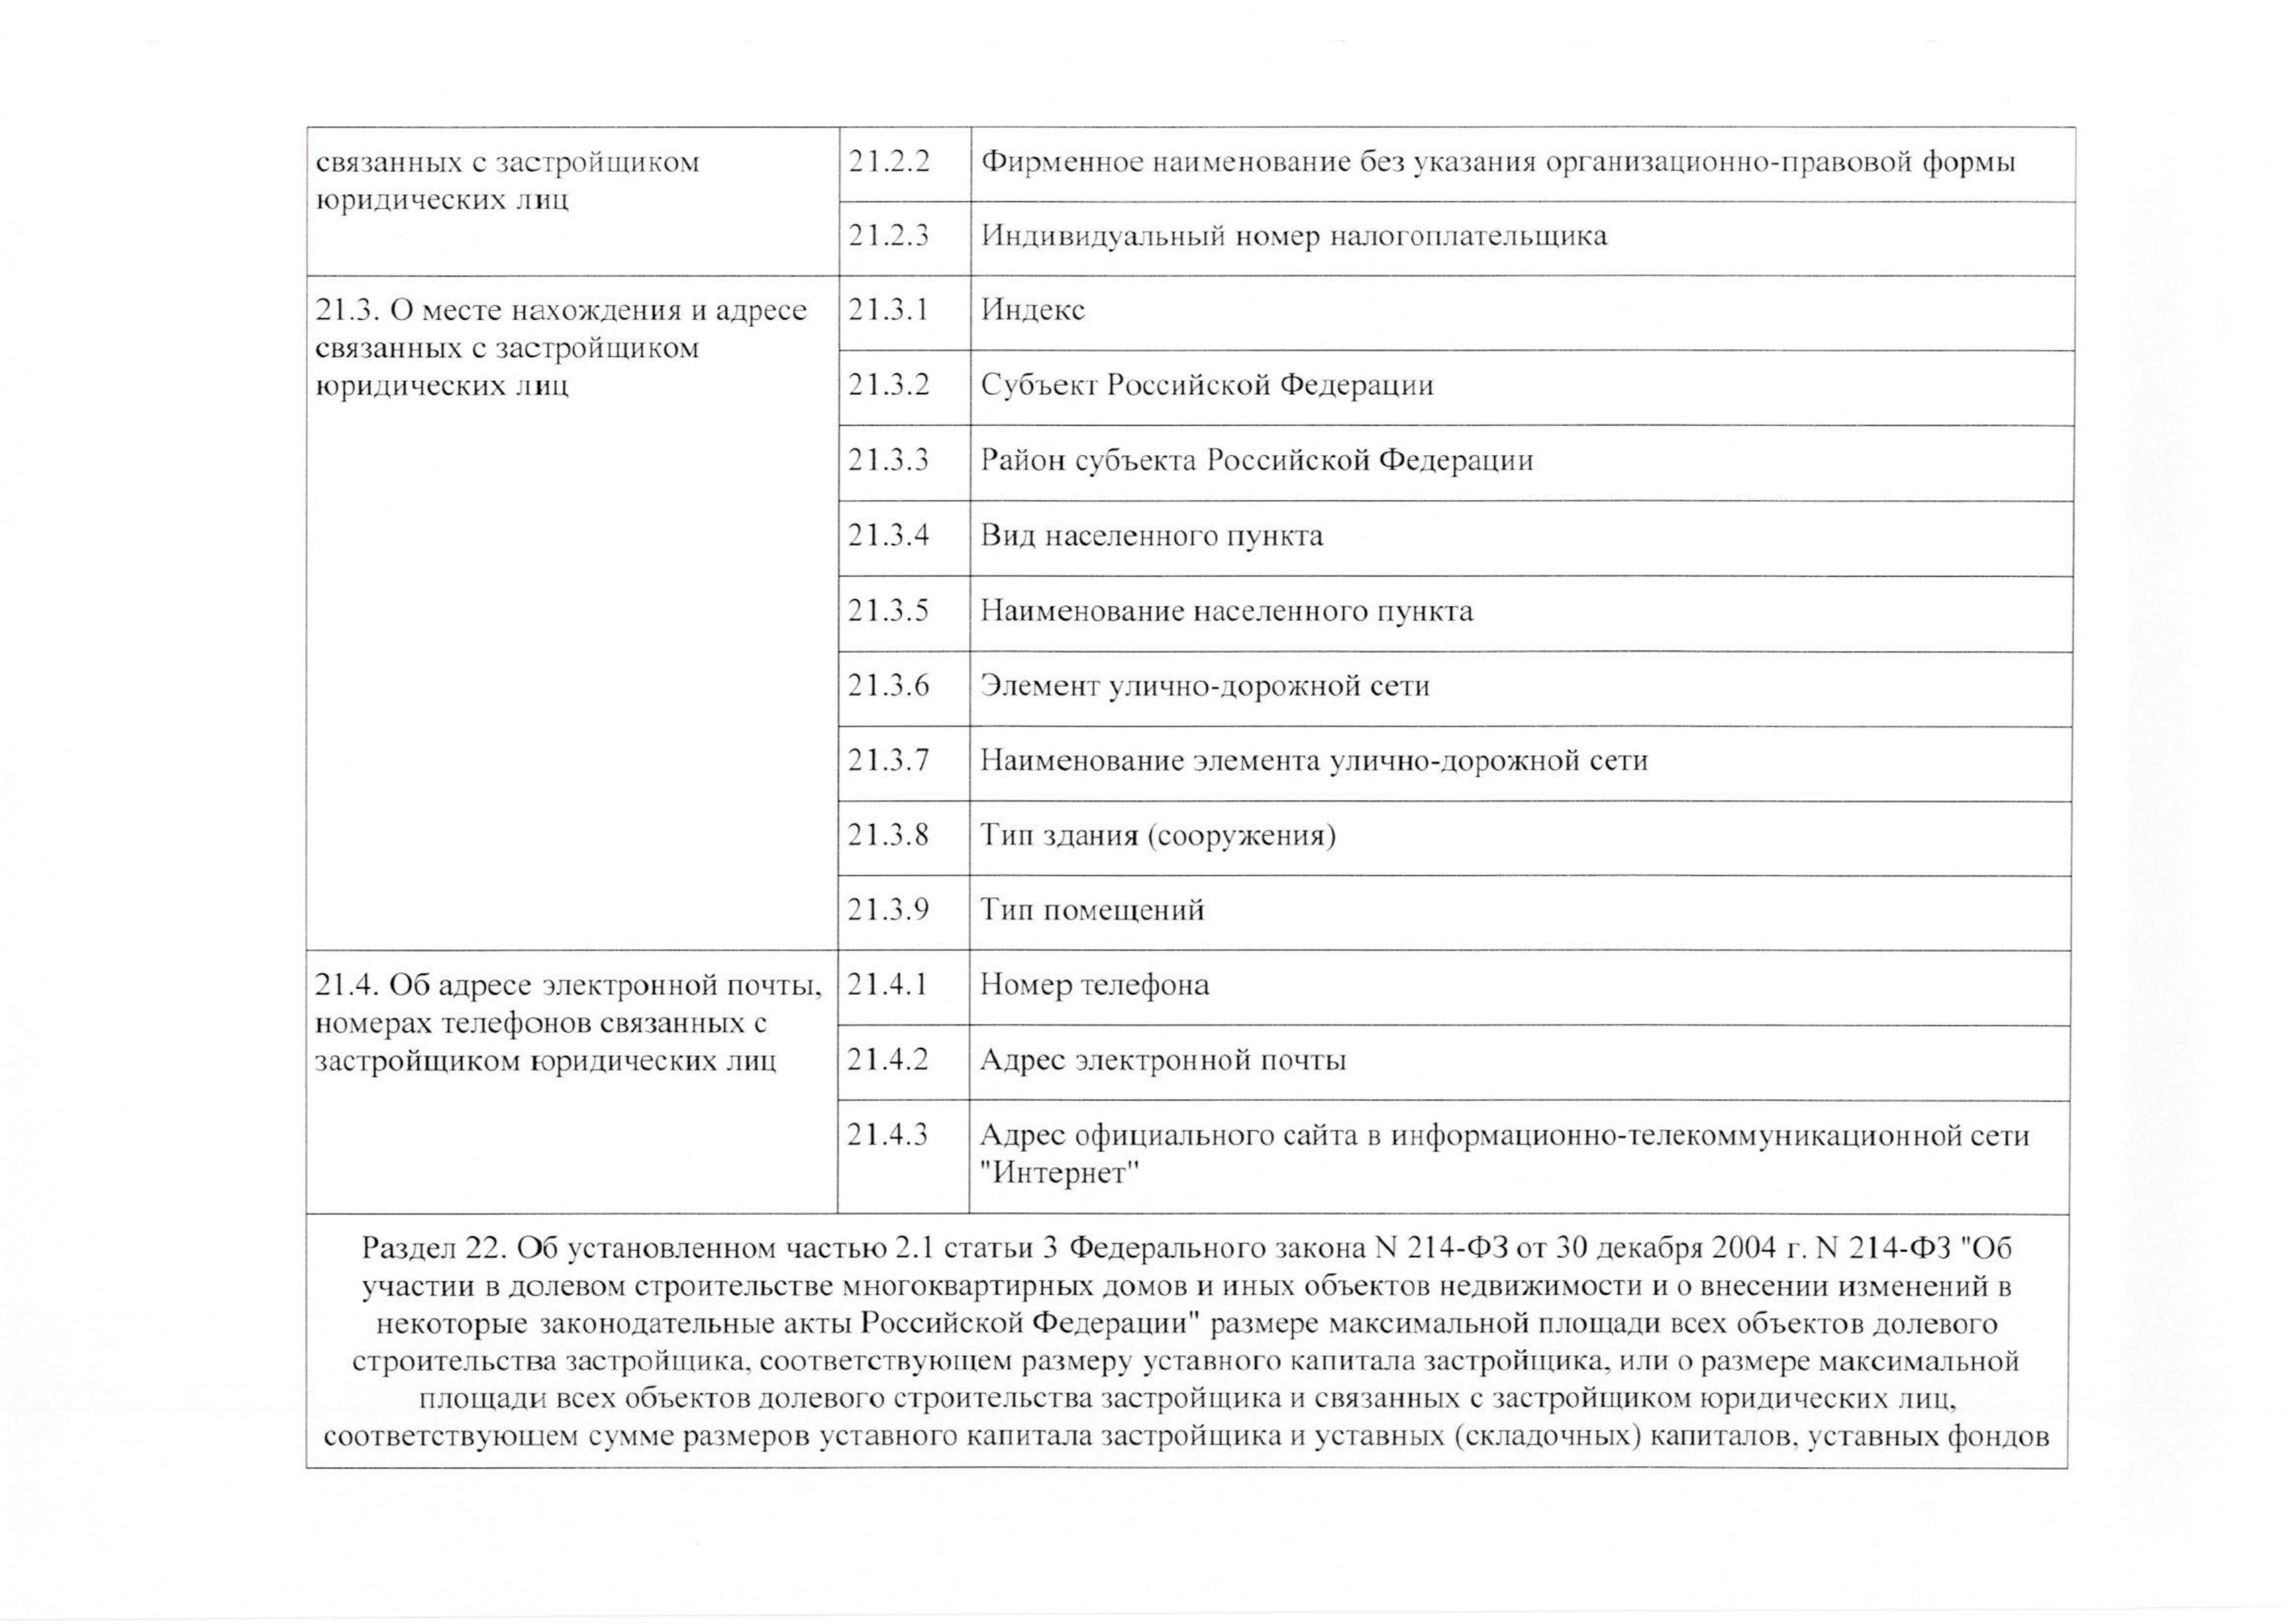 связанных с застройщиком
юридических лиц
21.2.2 Фирменное наименование без указания организационно-правовой формы
21.2.3 Индивидуальный номер налогоплательщика
21.3. О месте нахождения и адресе
связанных с застройщиком
юридических лиц
21.3.1 Индекс
21.3.2 Субъект Российской Федерации
21.3.3 Район субъекта Российской Федерации
21.3.4 Вид населенного пункта
21.3.5 Наименование населенного пункта
21.3.6 Элемент улично-дорожной сети
21.3.7 Наименование элемента улично-дорожной сети
21.3.8 Тип здания (сооружения)
21.3.9 Тип помещений
21.4. Об адресе электронной почты,
номерах телефонов связанных с
застройщиком юридических лиц
21.4.1 Номер телефона
21.4.2 Адрес электронной почты
21.4.3 Адрес официального сайта в информационно-телекоммуникационной сети
"Интернет"
Раздел 22. Об установленном частью 2.1 статьи 3 Федерального закона N 214-ФЗ от 30 декабря 2004 г. N 214-ФЗ "Об
участии в долевом строительстве многоквартирных домов и иных объектов недвижимости и о внесении изменений в
некоторые законодательные акты Российской Федерации" размере максимальной площади всех объектов долевого
строительства застройщика, соответствующем размеру уставного капитала застройщика, или о размере максимальной
площади всех объектов долевого строительства застройщика и связанных с застройщиком юридических лиц,
соответствующем сумме размеров уставного капитала застройщика и уставных (складочных) капиталов, уставных фондов